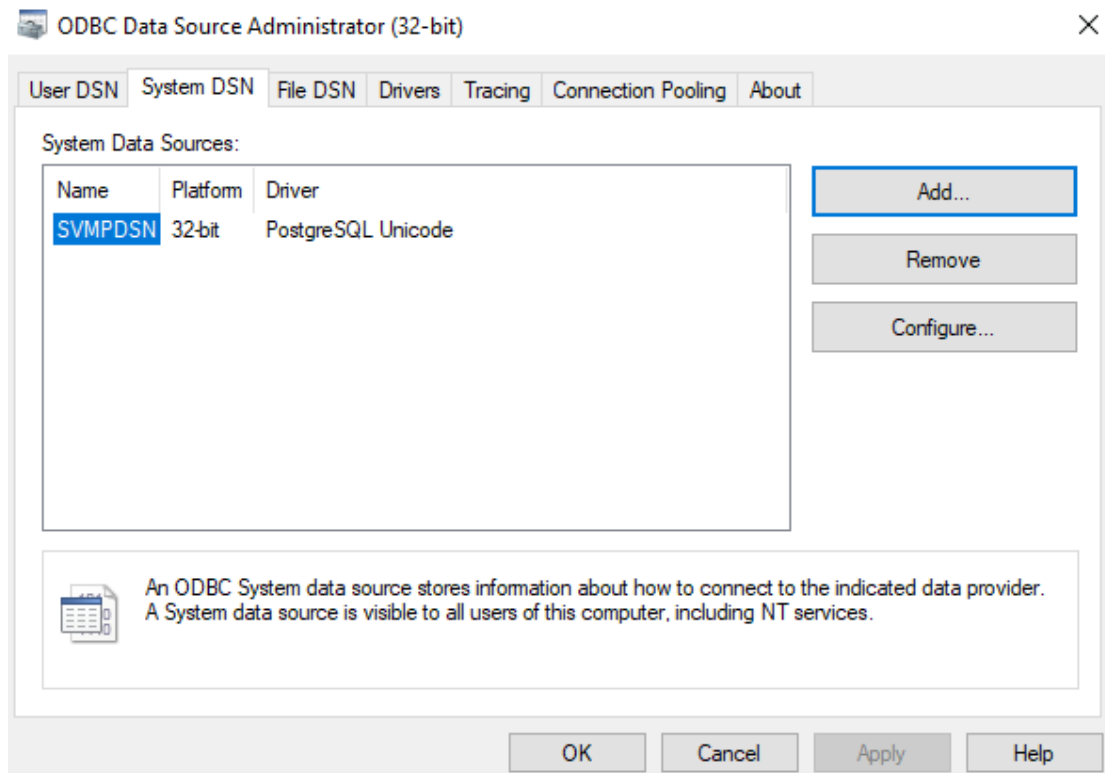 ODBC Data Source Administrator (32-bit)
User DSN System DSN File DSN Drivers Tracing Connection Pooling About
System Data Sources:
Name Platform Driver
SVMPDSN 32-bit PostgreSQL Unicode
Add...
Remove
Configure...
An ODBC System data source stores information about how to connect to the indicated data provider.
A System data source is visible to all users of this computer, including NT services.
OK Cancel Apply Help